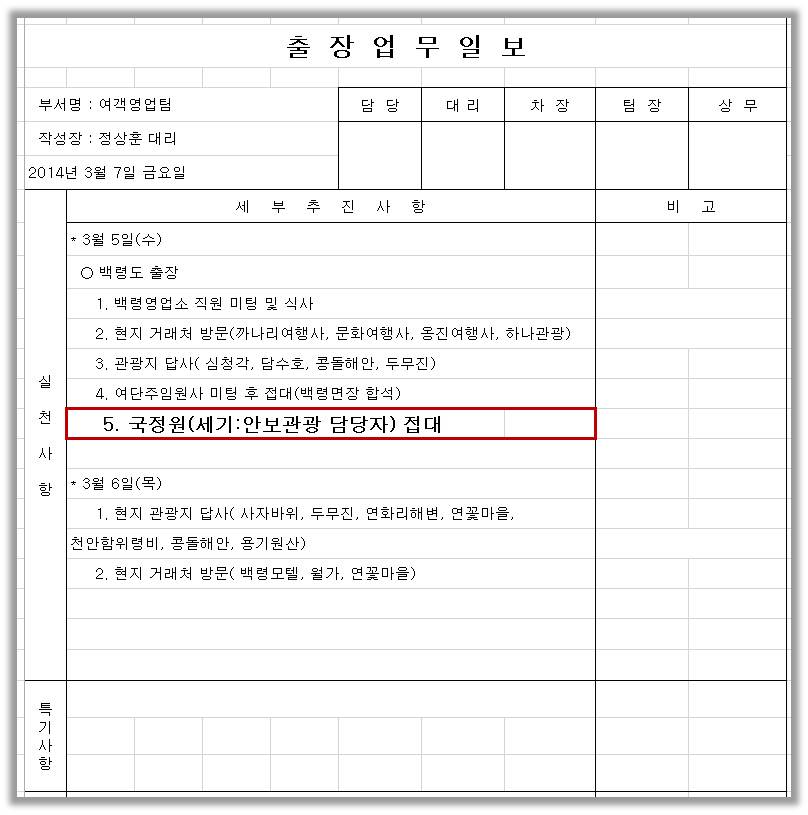 출 장 업 무 일 보
부서명 : 여객영업팀
담 당 대 리 차 장 팀 장 상 무
작성장 : 정상훈 대리
2014년 3월 7일 금요일
세 부 추 진 사 항 비 고
실천사항
* 3월 5일(수)
○ 백령도 출장
1. 백령영업소 직원 미팅 및 식사
2. 현지 거래처 방문(까나리여행사, 문화여행사, 옹진여행사, 하나관광)
3. 관광지 답사( 심청각, 담수호, 콩돌해안, 두무진)
4. 여단주임원사 미팅 후 접대(백령면장 합석)
5. 국정원(세기:안보관광 담당자) 접대
* 3월 6일(목)
1. 현지 관광지 답사( 사자바위, 두무진, 연화리해변, 연꽃마을,
천안함위령비, 콩돌해안, 용기원산)
2. 현지 거래처 방문( 백령모텔, 월가, 연꽃마을)
특기사항